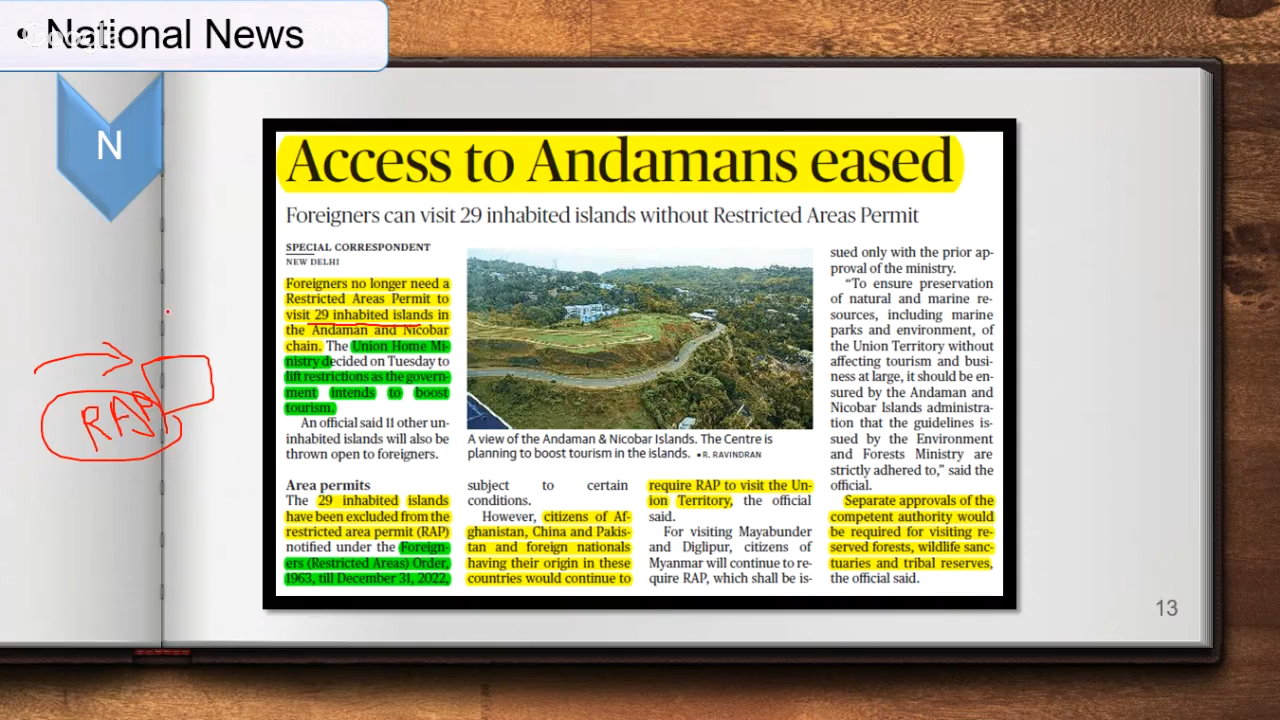 • National News
Google
N
Access to Andamans eased
Foreigners can visit 29 inhabited islands without Restricted Areas Permit
SPECIAL CORRESPONDENT
NEW DELHI
Foreigners no longer need a
Restricted Areas Permit to
visit 29 inhabited islands in
the Andaman and Nicobar
chain. The Union Home Mi-
nistry decided on Tuesday to
lift restrictions as the govern-
ment intends to boost
tourism.
An official said 11 other un-
inhabited islands will also be
thrown open to foreigners.
Area permits
The 29 inhabited islands
have been excluded from the
restricted area permit (RAP)
notified under the Foreign-
ers (Restricted Areas) Order,
1963, till December 31, 2022,
A view of the Andaman & Nicobar Islands. The Centre is
planning to boost tourism in the islands. • R. RAVINDRAN
subject to certain
conditions.
However, citizens of Af-
ghanistan, China and Pakis-
tan and foreign nationals
having their origin in these
countries would continue to
require RAP to visit the Un-
ion Territory, the official
said.
For visiting Mayabunder
and Diglipur, citizens of
Myanmar will continue to re-
quire RAP, which shall be is-
sued only with the prior ap-
proval of the ministry.
“To ensure preservation
of natural and marine re-
sources, including marine
parks and environment, of
the Union Territory without
affecting tourism and busi-
ness at large, it should be en-
sured by the Andaman and
Nicobar Islands administra-
tion that the guidelines is-
sued by the Environment
and Forests Ministry are
strictly adhered to,” said the
official.
Separate approvals of the
competent authority would
be required for visiting re-
served forests, wildlife sanc-
tuaries and tribal reserves,
the official said.
RAP
13